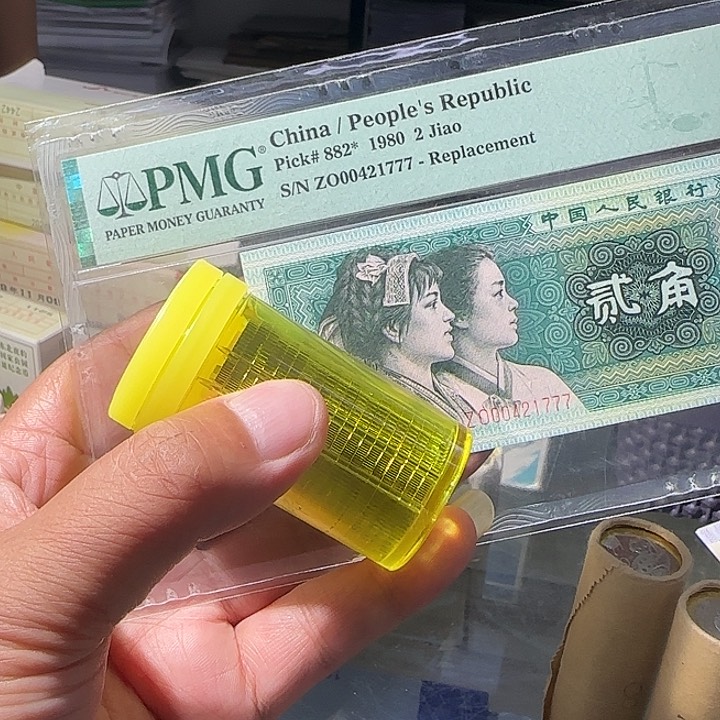 PMG®
PAPER MONEY GUARANTY
China / People's Republic
Pick# 882* 1980 2 Jiao
S/N ZO00421777 - Replacement
中国人民银行
贰角
ZO00421777